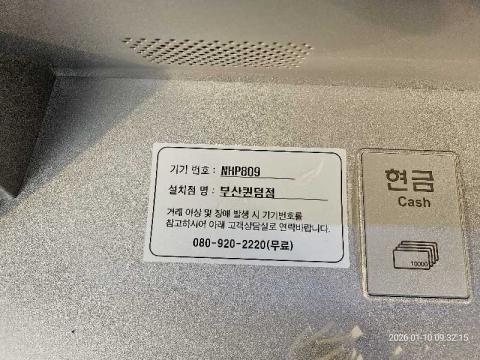 기기 번호 : NHP809
설치점 명 : 부산퀸덤점
거래 이상 및 장애 발생 시 기기번호를
참고하시어 아래 고객상담실로 연락바랍니다.
080-920-2220(무료)
현금
Cash
10000
2026-01-10 09:32:15